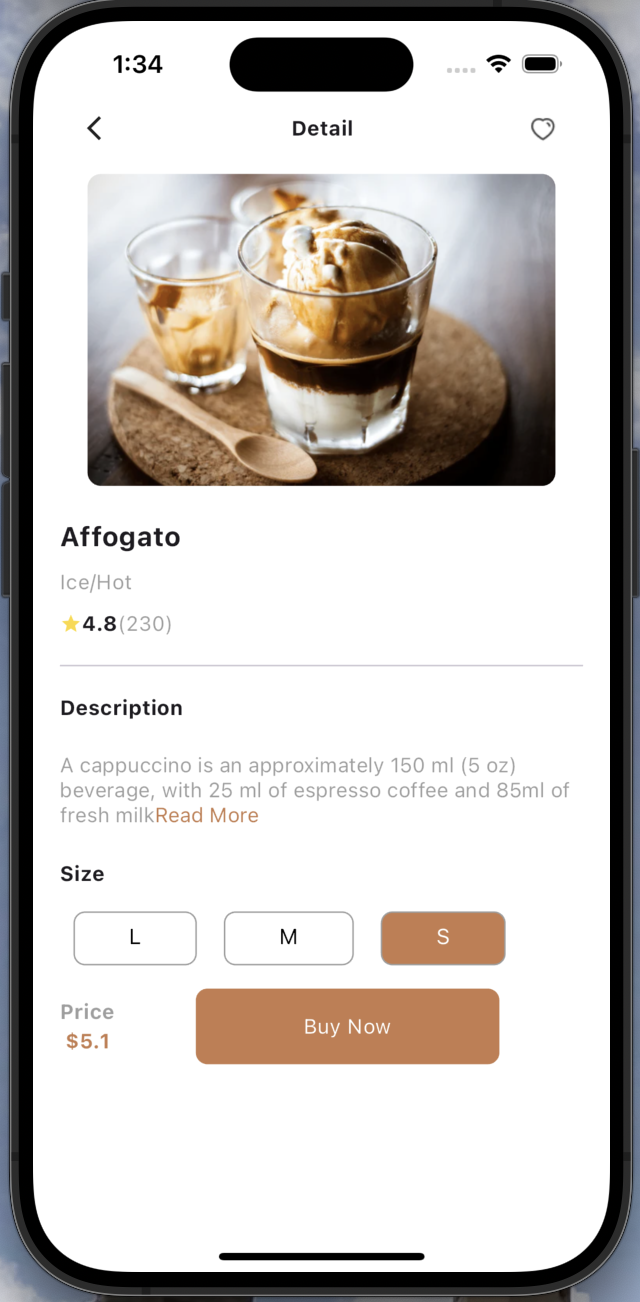 1:34
Detail
Affogato
Ice/Hot
4.8(230)
Description
A cappuccino is an approximately 150 ml (5 oz)
beverage, with 25 ml of espresso coffee and 85ml of
fresh milkRead More
Size
L M S
Price
$5.1
Buy Now